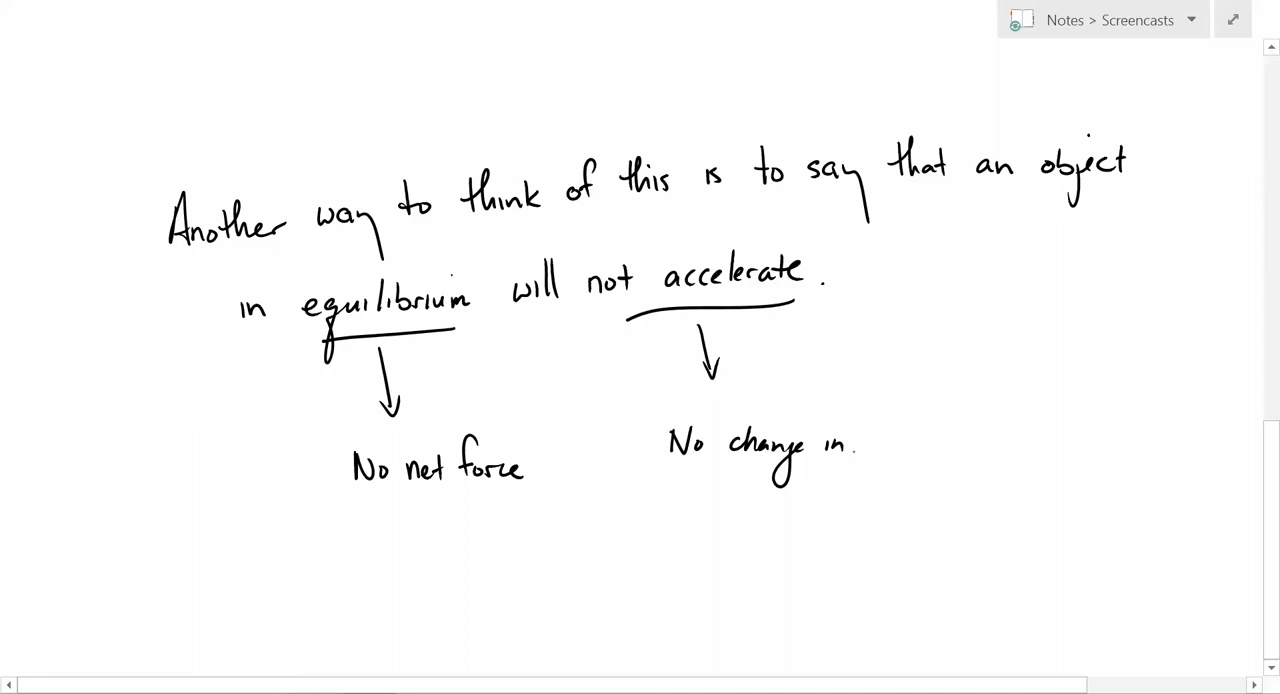 Notes > Screencasts
Another way to think of this is to say that an object
in equilibrium will not accelerate.
No net force
No change in